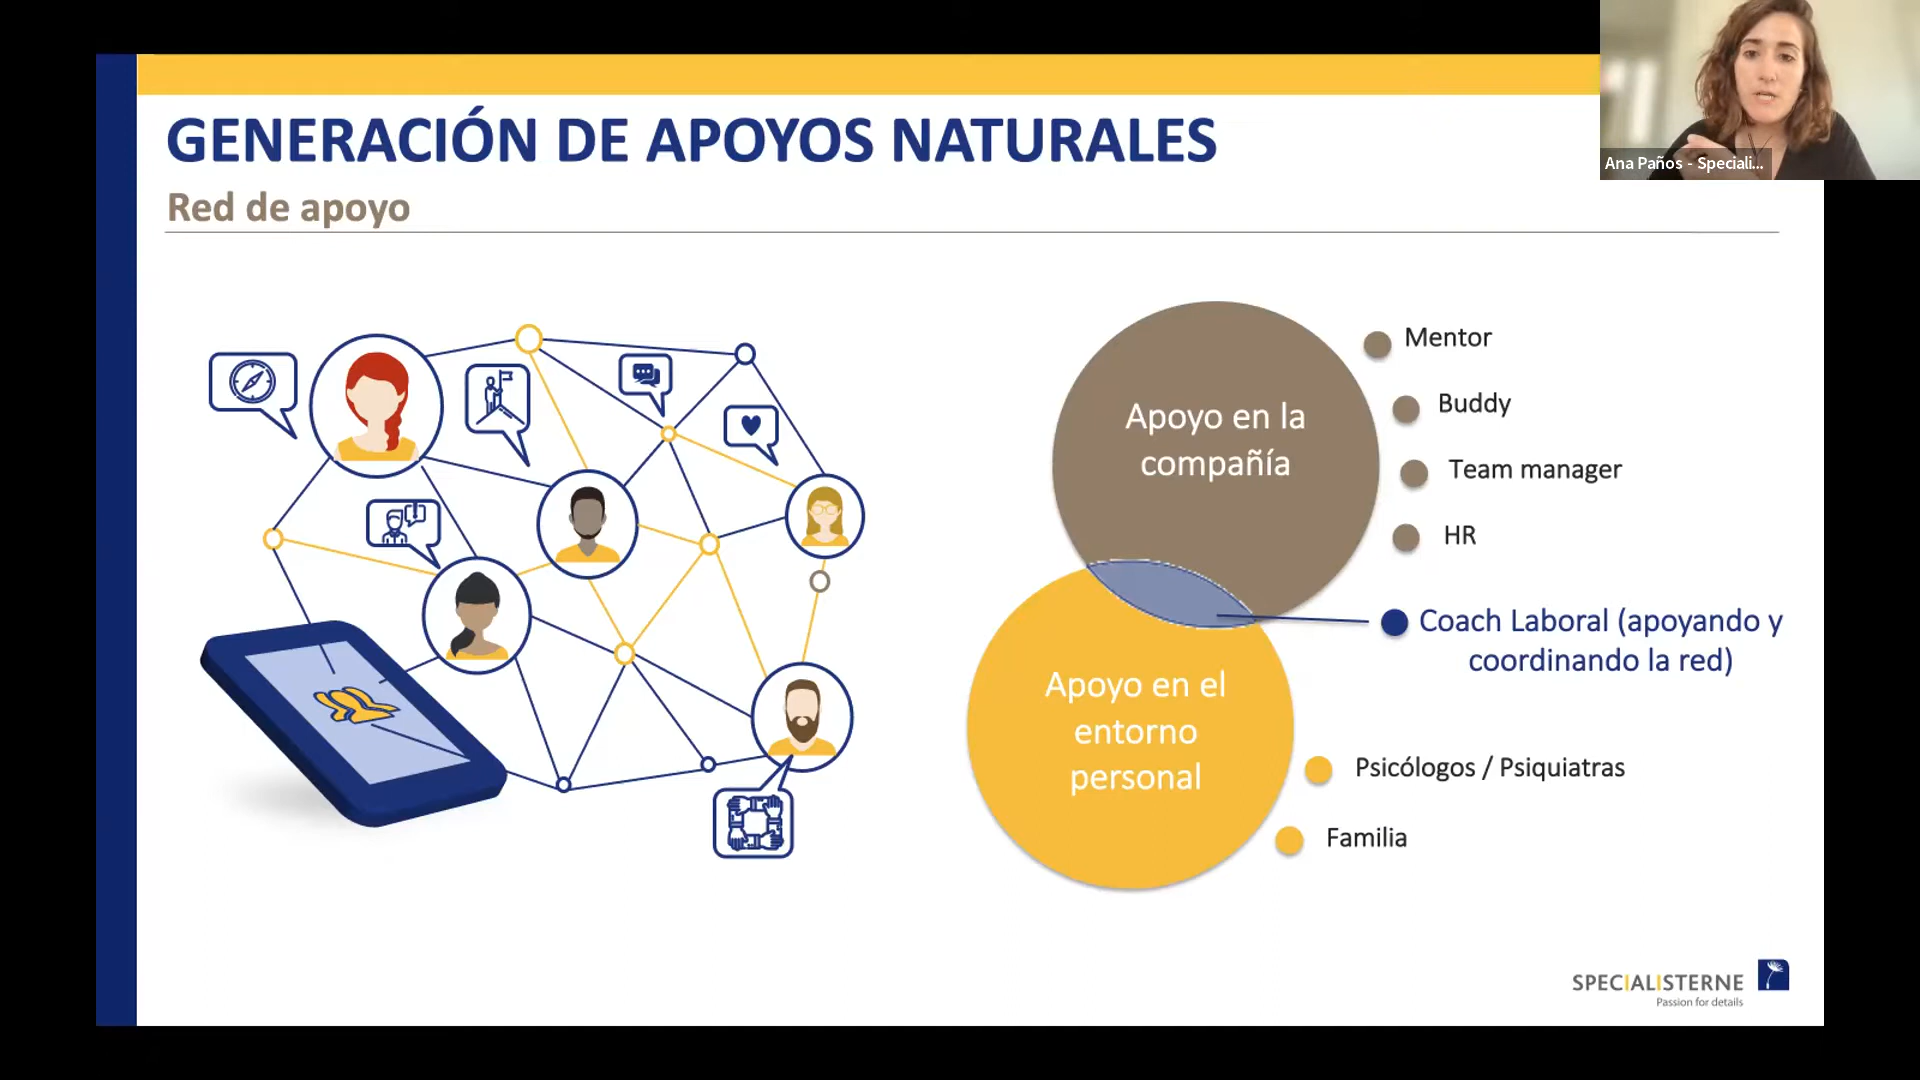 Ana Paños - Speciali...
GENERACIÓN DE APOYOS NATURALES
Red de apoyo
Apoyo en la
compañía
Mentor
Buddy
Team manager
HR
Coach Laboral (apoyando y
coordinando la red)
Apoyo en el
entorno
personal
Psicólogos / Psiquiatras
Familia
SPECIALISTERNE
Passion for details